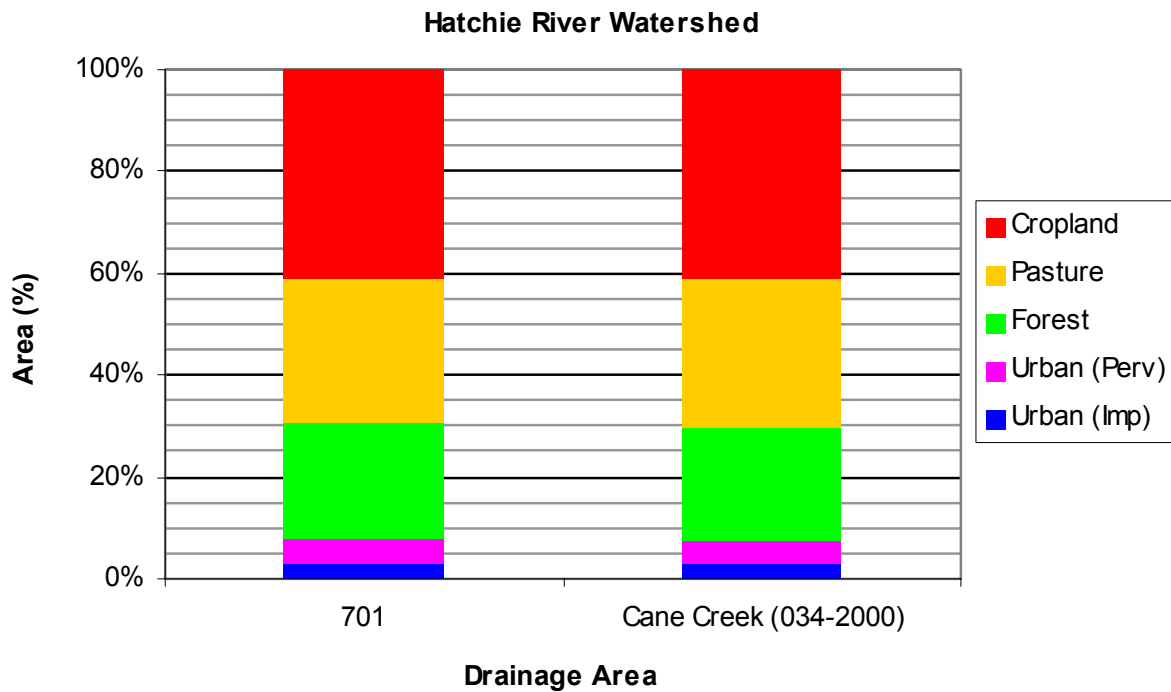 Hatchie River Watershed
100%
80%
60%
40%
20%
0%
Area (%)
701
Cane Creek (034-2000)
Drainage Area
Cropland
Pasture
Forest
Urban (Perv)
Urban (Imp)